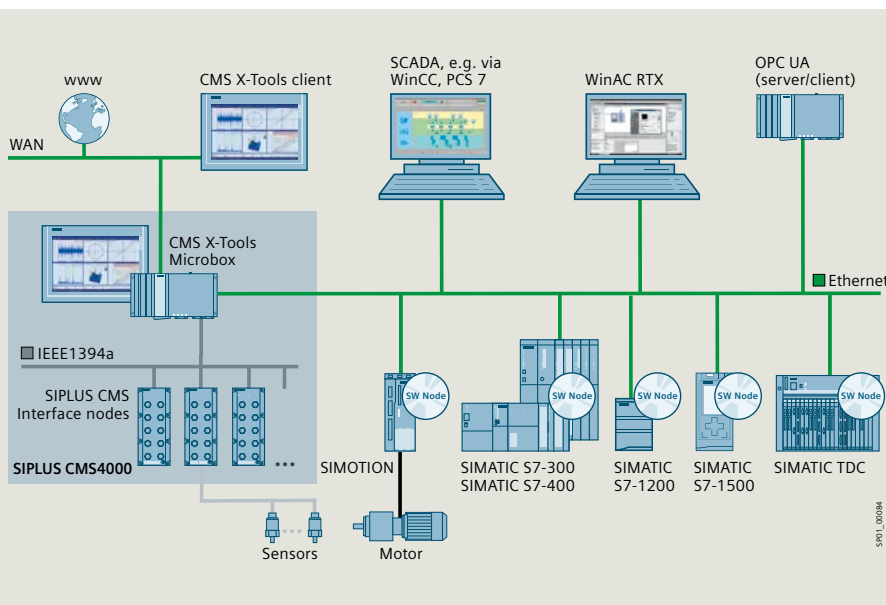 www
CMS X-Tools client
SCADA, e.g. via
WinCC, PCS 7
WinAC RTX
OPC UA
(server/client)
WAN
CMS X-Tools
Microbox
Ethernet
IEEE1394a
SIPLUS CMS
Interface nodes
SIPLUS CMS4000
SW Node
SW Node
SW Node
SW Node
SW Node
SIMOTION
SIMATIC S7-300
SIMATIC S7-400
SIMATIC
S7-1200
SIMATIC
S7-1500
SIMATIC TDC
Sensors
Motor
SP01_00084